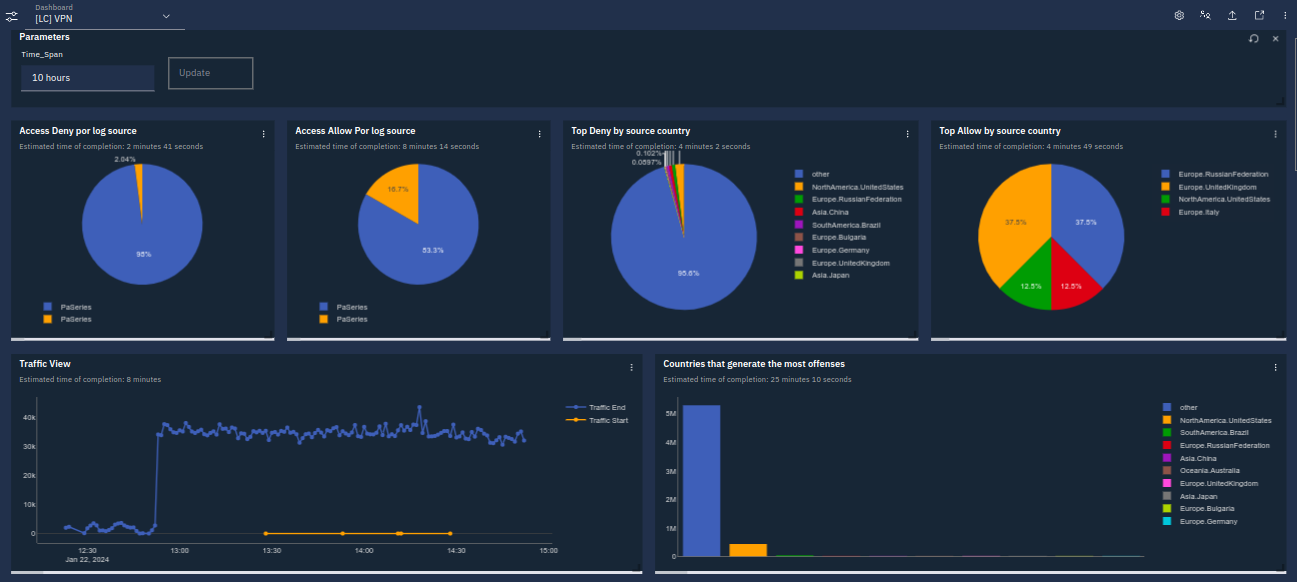 Dashboard
[LC] VPN
Parameters
Time_Span
10 hours
Update
Access Deny por log source
Estimated time of completion: 2 minutes 41 seconds
2.04%
98%
PaSeries
PaSeries
Access Allow Por log source
Estimated time of completion: 8 minutes 14 seconds
16.7%
83.3%
PaSeries
PaSeries
Top Deny by source country
Estimated time of completion: 4 minutes 2 seconds
0.102%
0.0597%
95.6%
other
NorthAmerica.UnitedStates
Europe.RussianFederation
Asia.China
SouthAmerica.Brazil
Europe.Bulgaria
Europe.Germany
Europe.UnitedKingdom
Asia.Japan
Top Allow by source country
Estimated time of completion: 4 minutes 49 seconds
37.5%
37.5%
12.5%
12.5%
Europe.RussianFederation
Europe.UnitedKingdom
NorthAmerica.UnitedStates
Europe.Italy
Traffic View
Estimated time of completion: 8 minutes
40k
30k
20k
10k
0
12:30
13:00
13:30
14:00
14:30
15:00
Jan 22, 2024
Traffic End
Traffic Start
Countries that generate the most offenses
Estimated time of completion: 25 minutes 10 seconds
5M
4M
3M
2M
1M
0
other
NorthAmerica.UnitedStates
SouthAmerica.Brazil
Europe.RussianFederation
Asia.China
Oceania.Australia
Europe.UnitedKingdom
Asia.Japan
Europe.Bulgaria
Europe.Germany